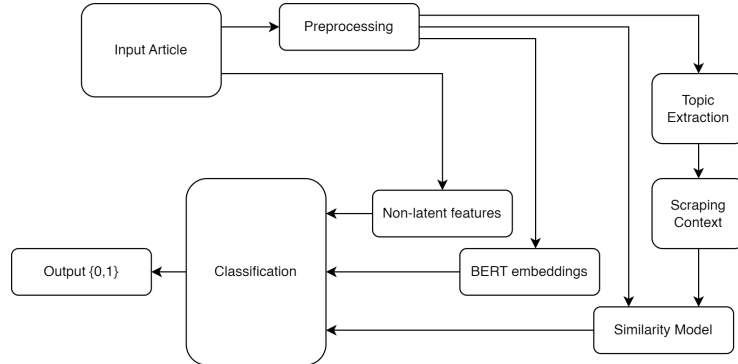 Input Article
Preprocessing
Topic
Extraction
Non-latent features
Scraping
Context
Output {0,1}
Classification
BERT embeddings
Similarity Model